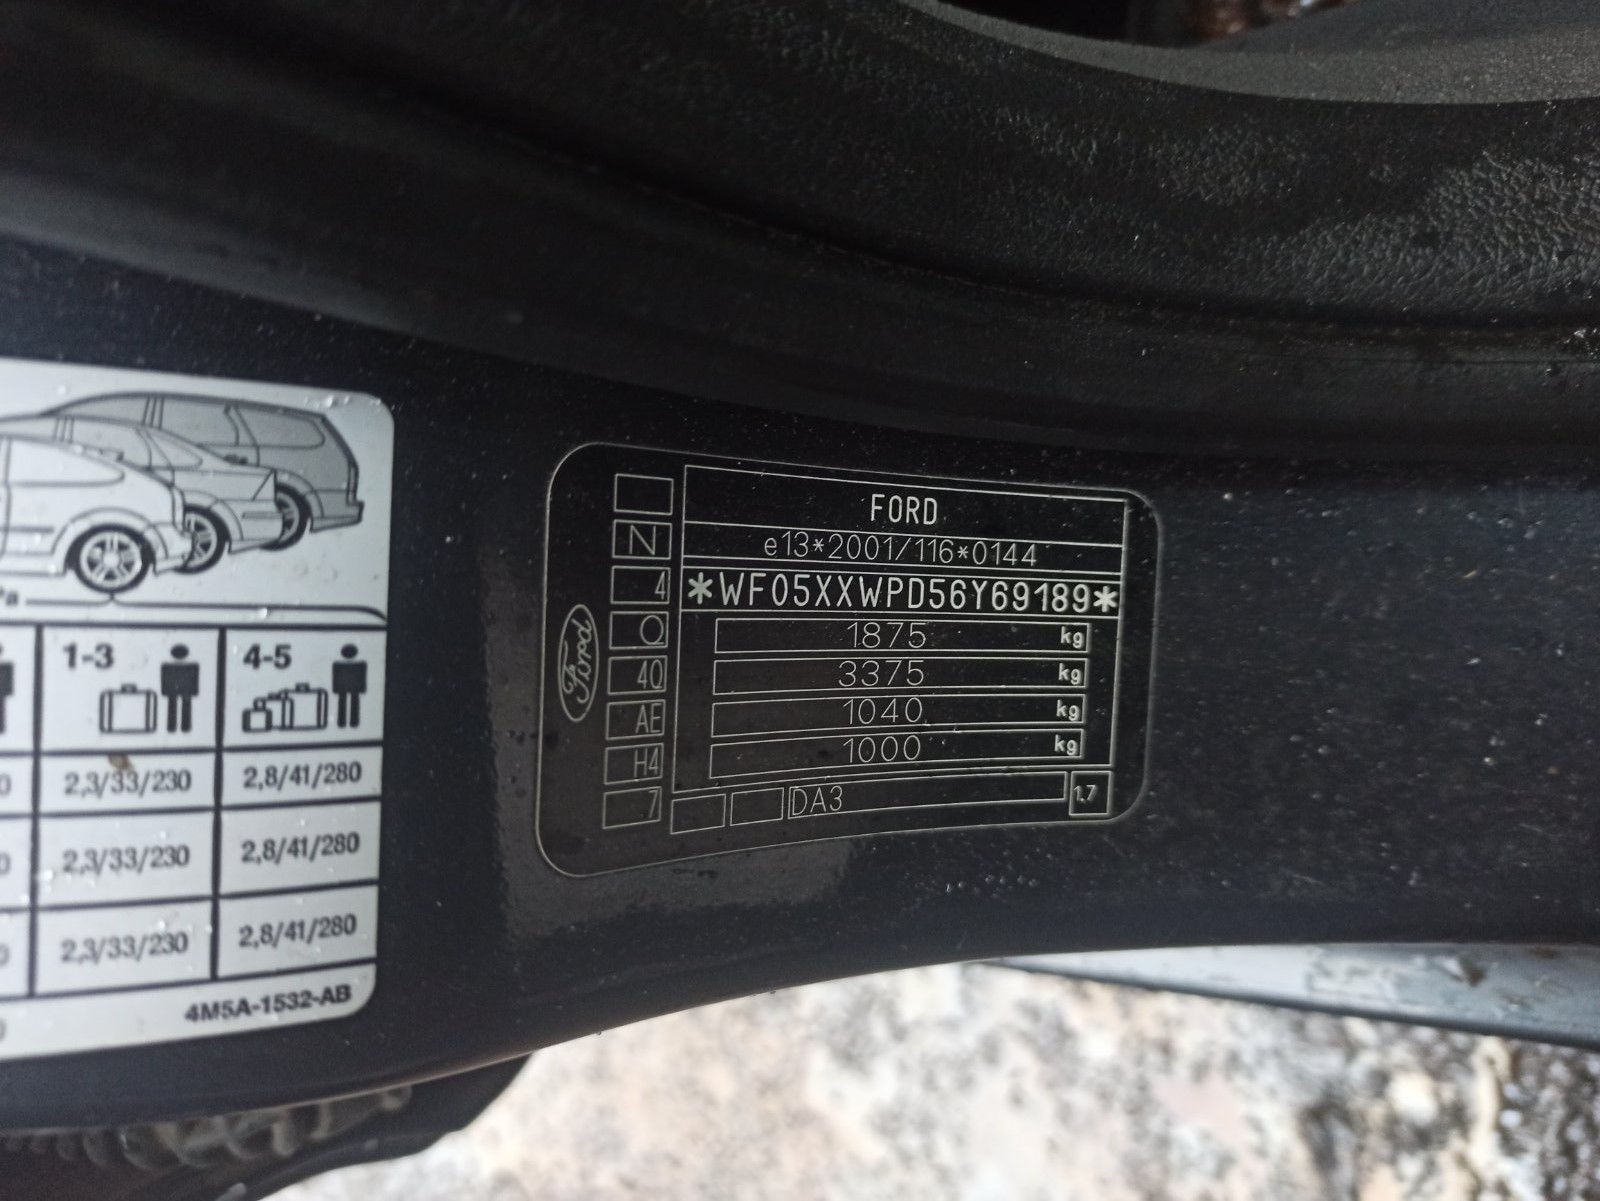 1-3
4-5
2,3/33/230
2,8/41/280
2,3/33/230
2,8/41/280
2,3/33/230
2,8/41/280
4M5A-1532-AB
Ford
N
4
Q
4Q
AE
H4
7
FORD
e13*2001/116*0144
*WF05XXWPD56Y69189*
1875 kg
3375 kg
1040 kg
1000 kg
DA3
1.7